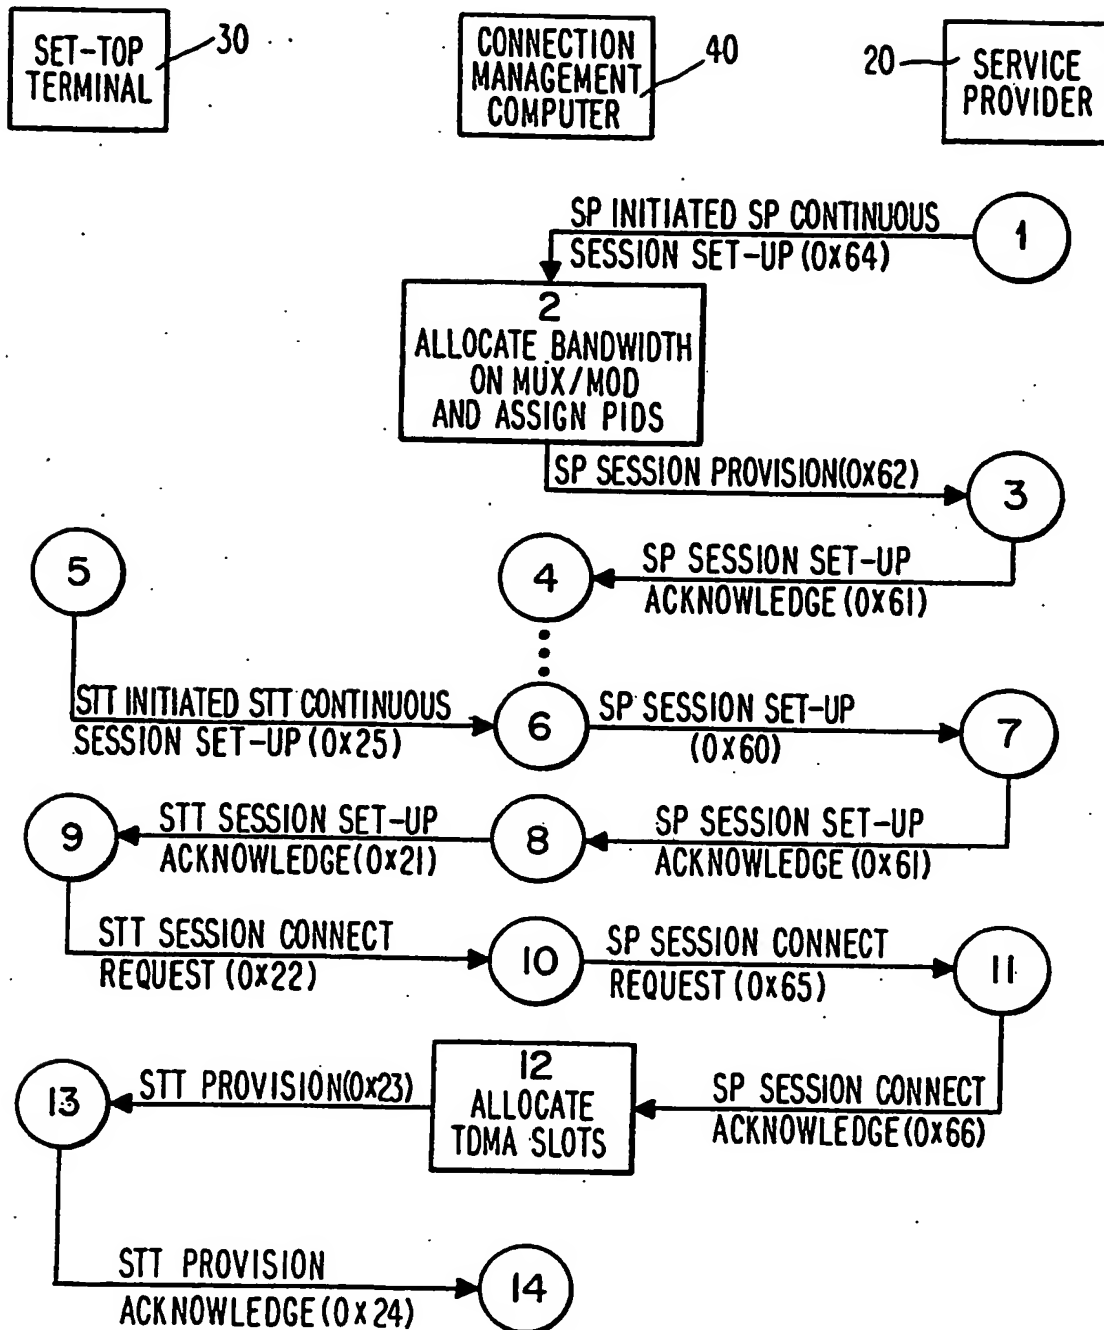 SET-TOP
TERMINAL
30
CONNECTION
MANAGEMENT
COMPUTER
40
20
SERVICE
PROVIDER
SP INITIATED SP CONTINUOUS
SESSION SET-UP (0X64)
1
2
ALLOCATE BANDWIDTH
ON MUX/MOD
AND ASSIGN PIDS
SP SESSION PROVISION(0X62)
3
5
4
SP SESSION SET-UP
ACKNOWLEDGE (0X61)
STT INITIATED STT CONTINUOUS
SESSION SET-UP (0X25)
6
SP SESSION SET-UP
(0X60)
7
9
STT SESSION SET-UP
ACKNOWLEDGE(0X21)
8
SP SESSION SET-UP
ACKNOWLEDGE (0X61)
STT SESSION CONNECT
REQUEST (0X22)
10
SP SESSION CONNECT
REQUEST (0X65)
11
13
STT PROVISION(0X23)
12
ALLOCATE
TDMA SLOTS
SP SESSION CONNECT
ACKNOWLEDGE(0X66)
STT PROVISION
ACKNOWLEDGE(0X24)
14